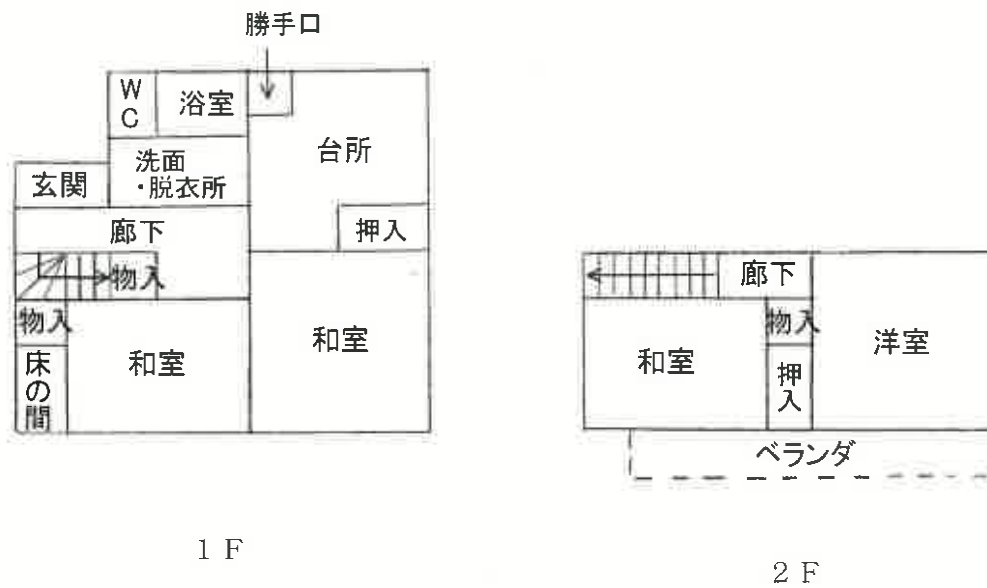 勝手口
WC
浴室
台所
洗面
・脱衣所
玄関
押入
廊下
物入
物入
和室
和室
床の間
1F
廊下
物入
和室
洋室
押入
ベランダ
2F